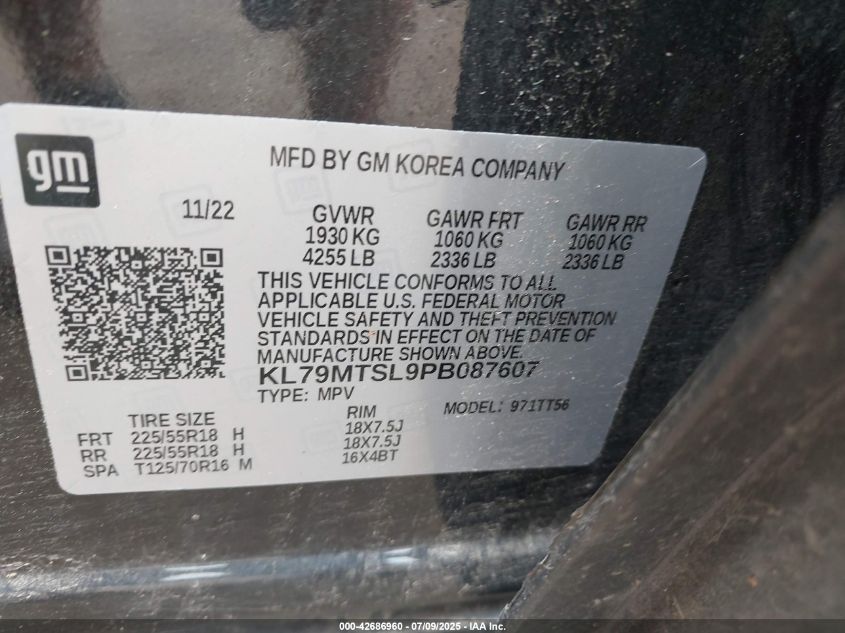 gm
MFD BY GM KOREA COMPANY
11/22
GVWR GAWR FRT GAWR RR
1930 KG 1060 KG 1060 KG
4255 LB 2336 LB 2336 LB
THIS VEHICLE CONFORMS TO ALL
APPLICABLE U.S. FEDERAL MOTOR
VEHICLE SAFETY AND THEFT PREVENTION
STANDARDS IN EFFECT ON THE DATE OF
MANUFACTURE SHOWN ABOVE.
KL79MTSL9PB087607
TYPE: MPV MODEL: 971TT56
TIRE SIZE RIM
FRT 225/55R18 H 18X7.5J
RR 225/55R18 H 18X7.5J
SPA T125/70R16 M 16X4BT
000-42686960 - 07/09/2025 - IAA Inc.